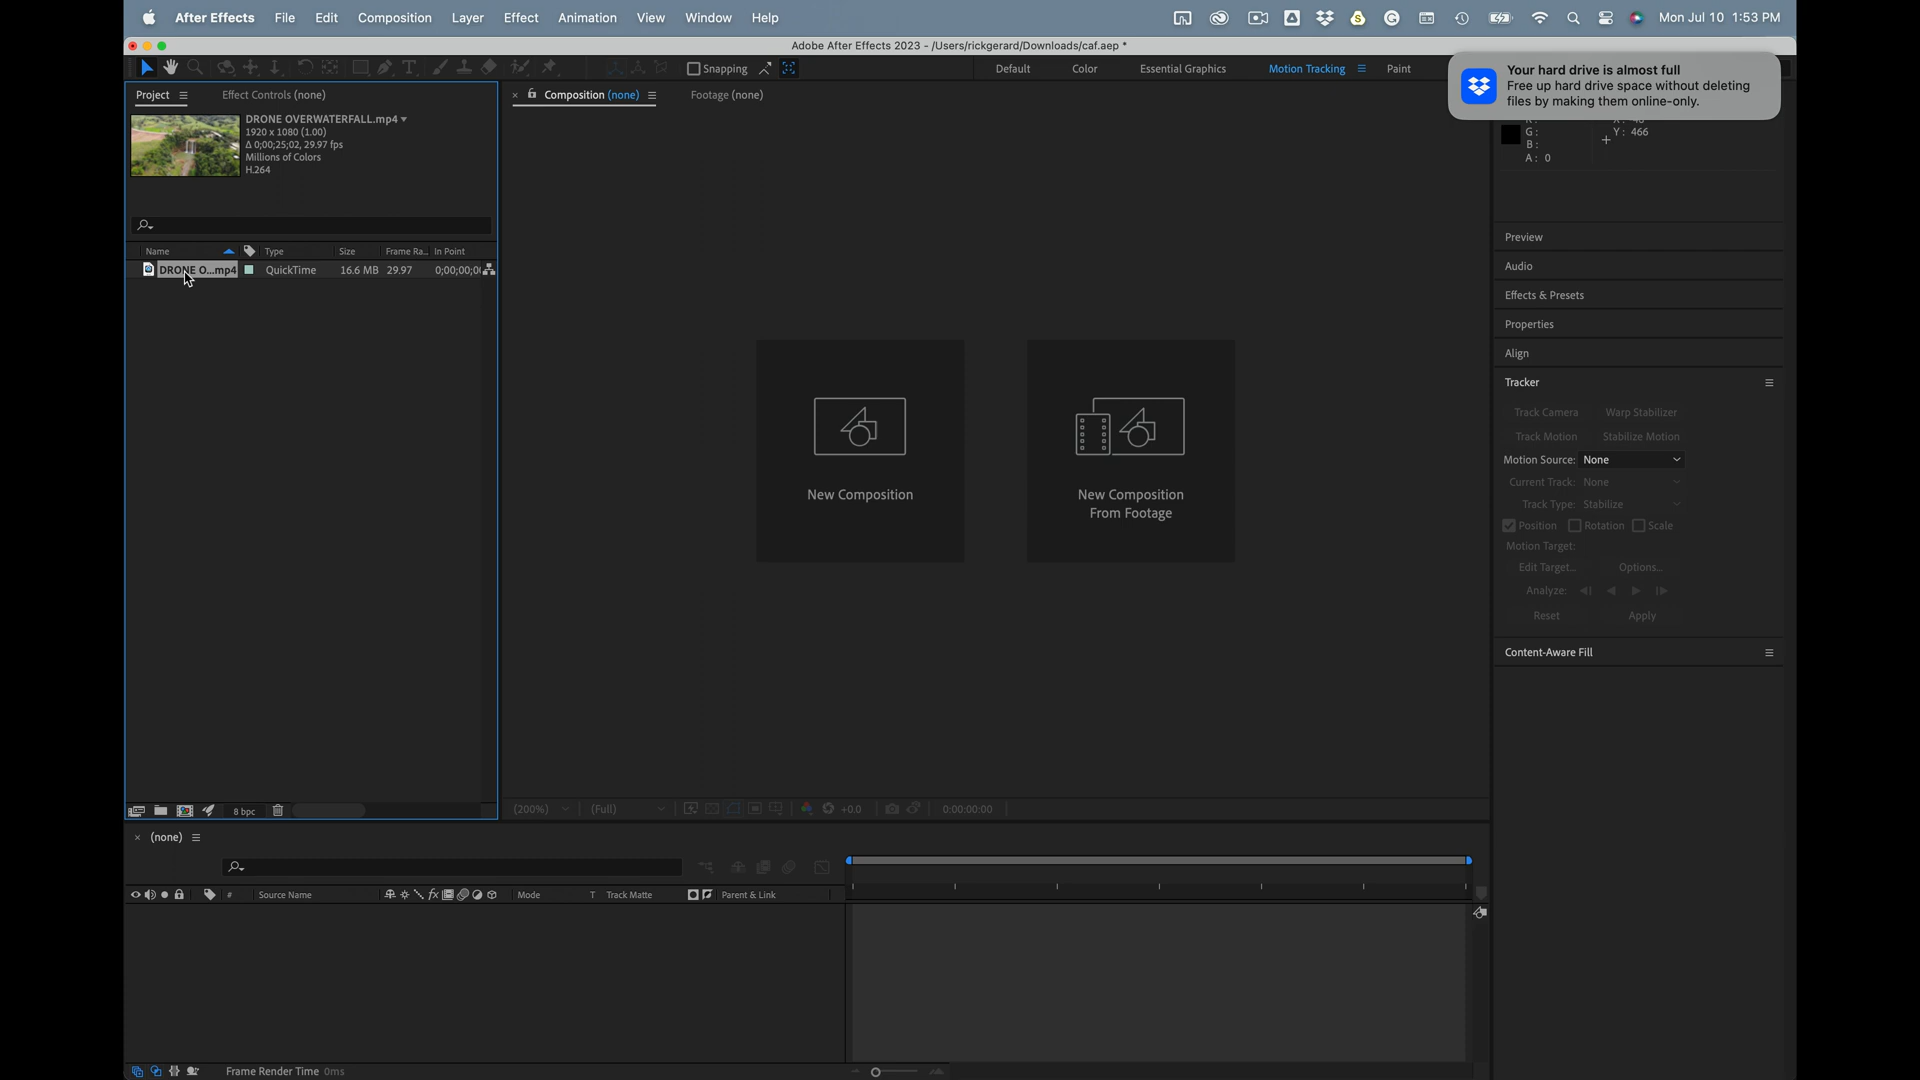 After Effects File Edit Composition Layer Effect Animation View Window Help Mon Jul 10 1:53 PM
Adobe After Effects 2023 - /Users/rickgerard/Downloads/caf.aep *
Snapping Default Color Essential Graphics Motion Tracking Paint
Your hard drive is almost full
Free up hard drive space without deleting
files by making them online-only.
Project Effect Controls (none) Composition (none) Footage (none)
DRONE OVERWATERFALL.mp4
1920 x 1080 (1.00)
Δ 0;00;25;02, 29.97 fps
Millions of Colors
H.264
G:
B:
A: 0
Y: 466
Name Type Size Frame Ra... In Point
DRONE O...mp4 QuickTime 16.6 MB 29.97 0;00;00;0
New Composition
New Composition
From Footage
Preview
Audio
Effects & Presets
Properties
Align
Tracker
Track Camera Warp Stabilizer
Track Motion Stabilize Motion
Motion Source: None
Current Track: None
Track Type: Stabilize
Position Rotation Scale
Motion Target:
Edit Target... Options...
Analyze:
Reset Apply
Content-Aware Fill
8 bpc
(200%) (Full) +0.0 0:00:00:00
(none)
# Source Name fx Mode T Track Matte Parent & Link
Frame Render Time 0ms